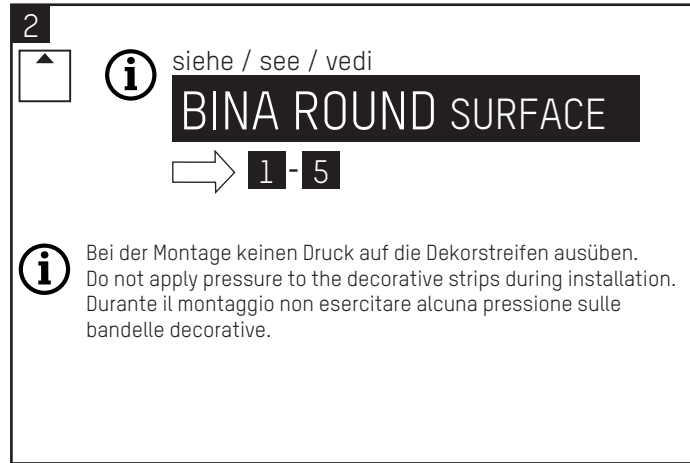 2
siehe / see / vedi
BINA ROUND SURFACE
1 - 5
Bei der Montage keinen Druck auf die Dekorstreifen ausüben.
Do not apply pressure to the decorative strips during installation.
Durante il montaggio non esercitare alcuna pressione sulle
bandelle decorative.